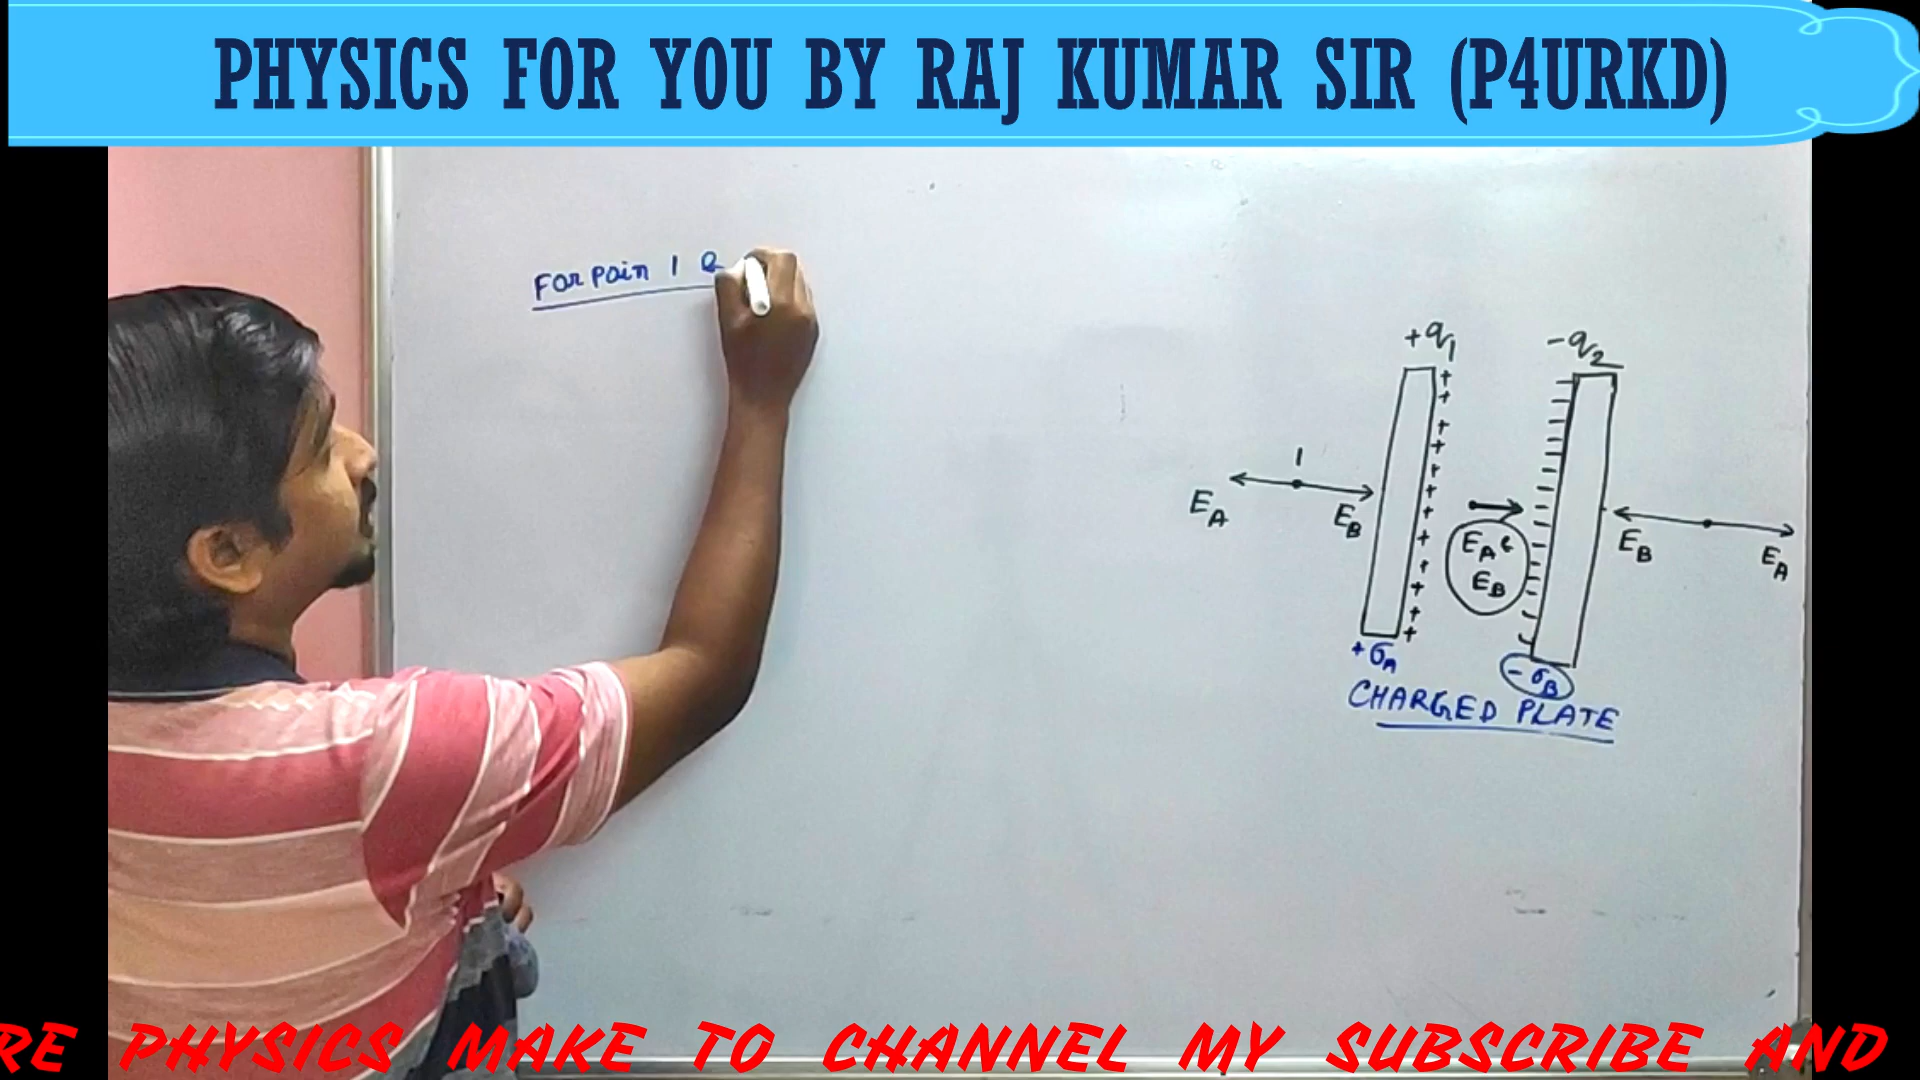 PHYSICS FOR YOU BY RAJ KUMAR SIR (P4URKD)
For Poin 1 &
+q1
-q2
1
EA
EB
EA &
EB
EB
EA
+σA
-σB
CHARGED PLATE
RE PHYSICS MAKE TO CHANNEL MY SUBSCRIBE AND